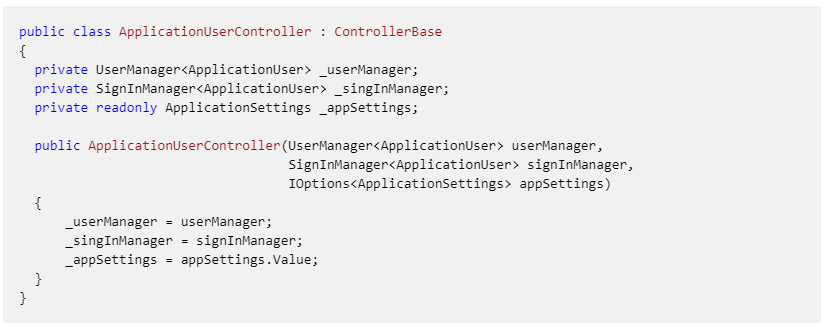 public class ApplicationUserController : ControllerBase
{
  private UserManager<ApplicationUser> _userManager;
  private SignInManager<ApplicationUser> _singInManager;
  private readonly ApplicationSettings _appSettings;

  public ApplicationUserController(UserManager<ApplicationUser> userManager,
                                   SignInManager<ApplicationUser> signInManager,
                                   IOptions<ApplicationSettings> appSettings)
  {
      _userManager = userManager;
      _singInManager = signInManager;
      _appSettings = appSettings.Value;
  }
}